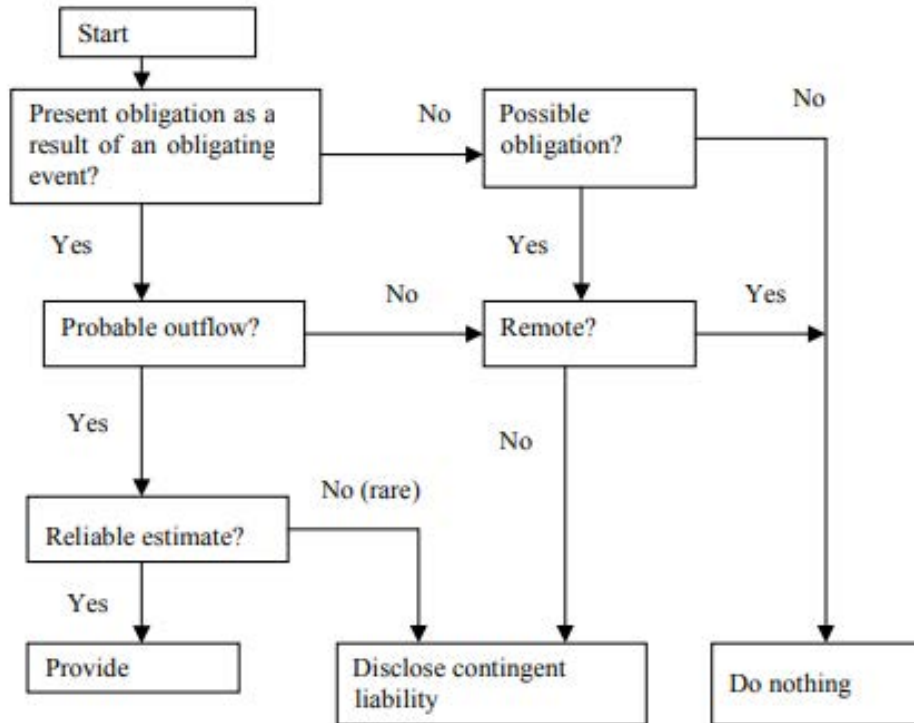 Start
Present obligation as a
result of an obligating
event?
No
Possible
obligation?
No
Yes
Yes
Probable outflow?
No
Remote?
Yes
Yes
No
Reliable estimate?
No (rare)
Yes
Provide
Disclose contingent
liability
Do nothing